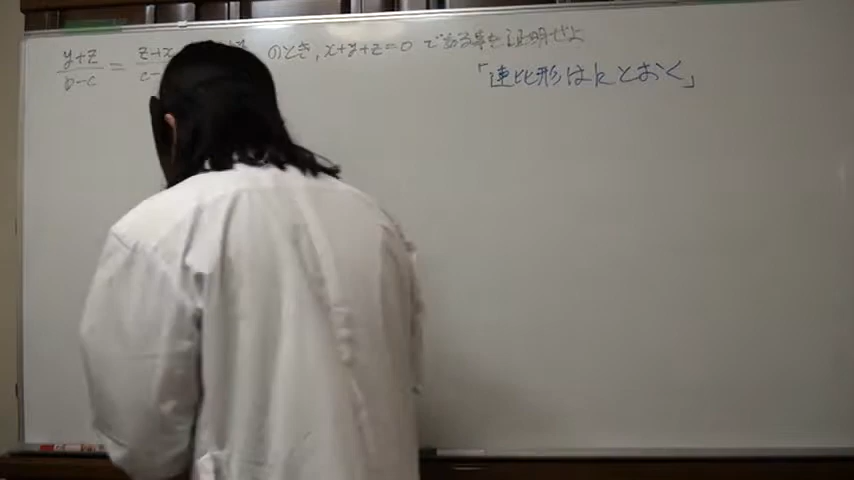 y+z/b-c = z+x/c- のとき, x+y+z=0 である事を証明せよ
「連比形はkとおく」